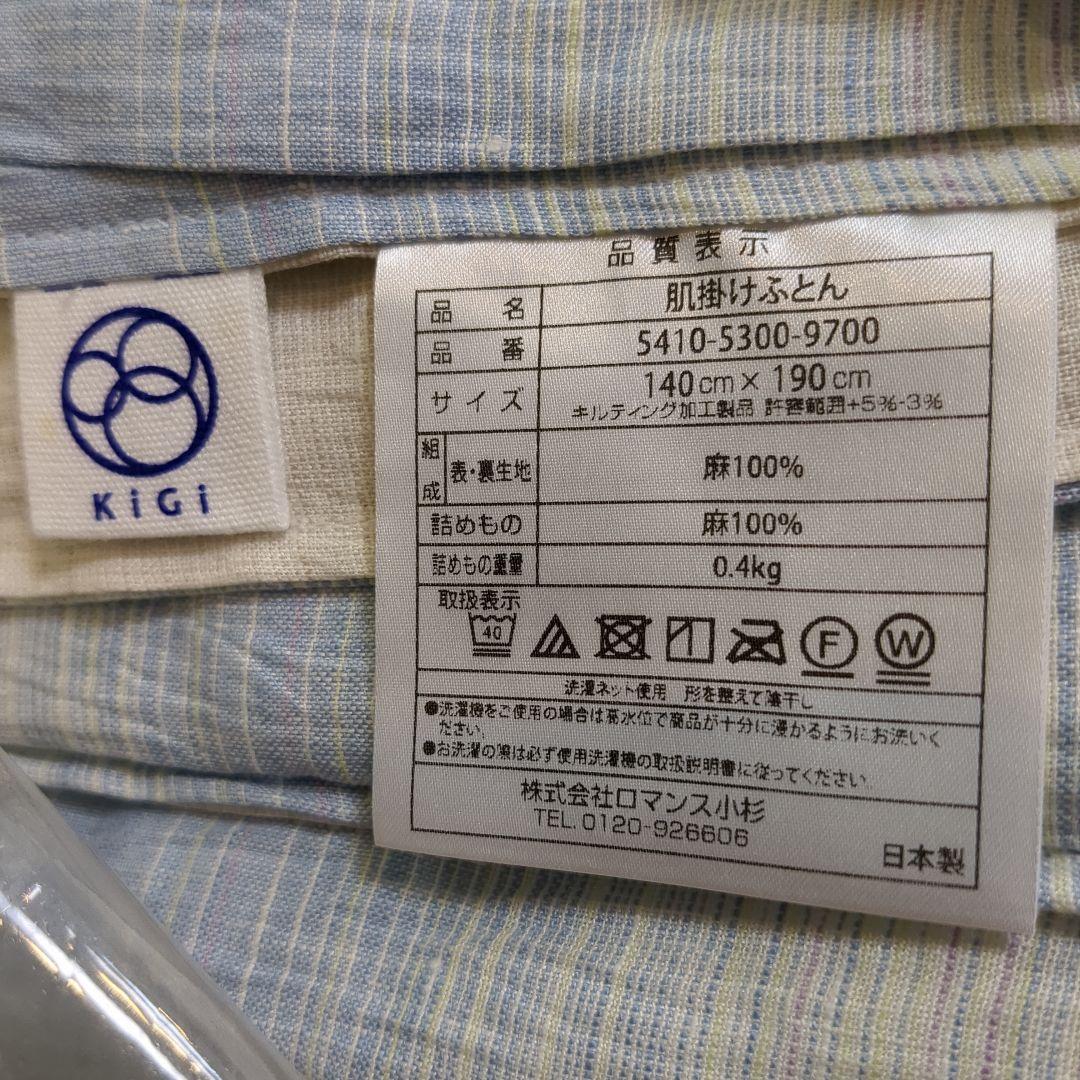 KiGi
品質表示
品名 肌掛けふとん
品番 5410-5300-9700
サイズ 140cm×190cm
キルティング加工製品 許容範囲+5%-3%
組成 表・裏生地 麻100%
詰めもの 麻100%
詰めもの重量 0.4kg
取扱表示
40 F W
洗濯ネット使用 形を整えて陰干し
●洗濯機をご使用の場合は高水位で商品が十分に浸かるようにお洗いく
ださい。
●お洗濯の際は必ず使用洗濯機の取扱説明書に従ってください。
株式会社ロマンス小杉
TEL.0120-926606
日本製